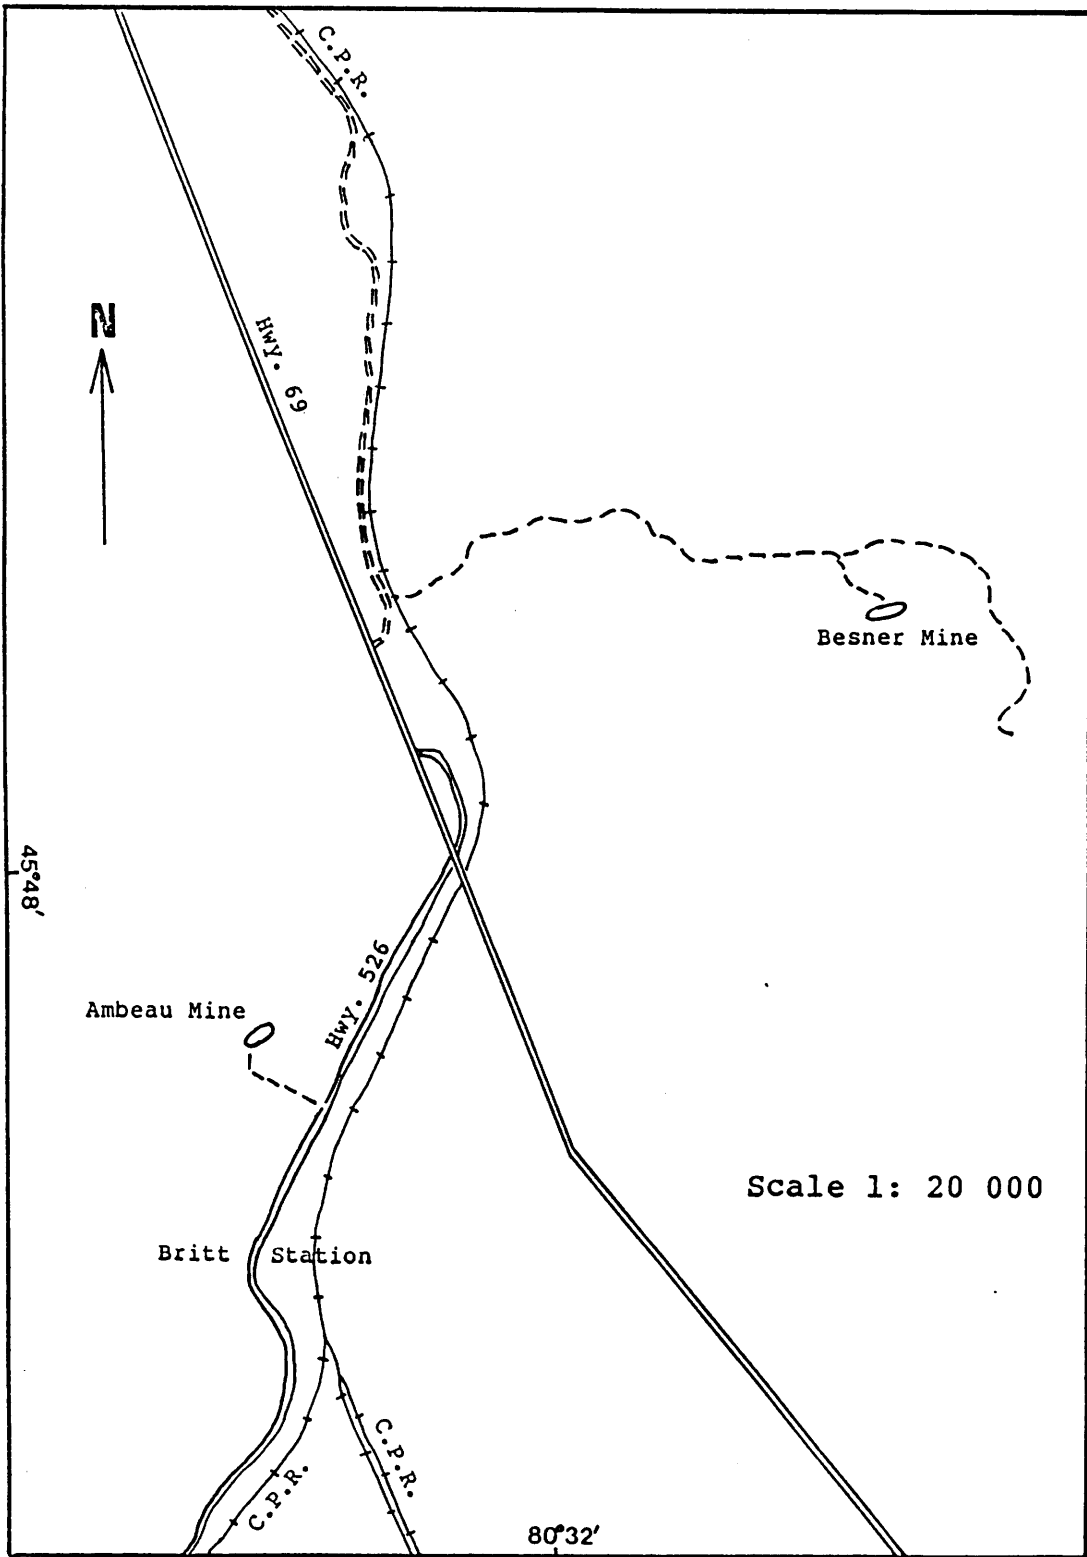 C.P.R.
N
Hwy. 69
Besner Mine
45°48'
Hwy. 526
Ambeau Mine
Scale 1: 20 000
Britt Station
C.P.R.
C.P.R.
80°32'